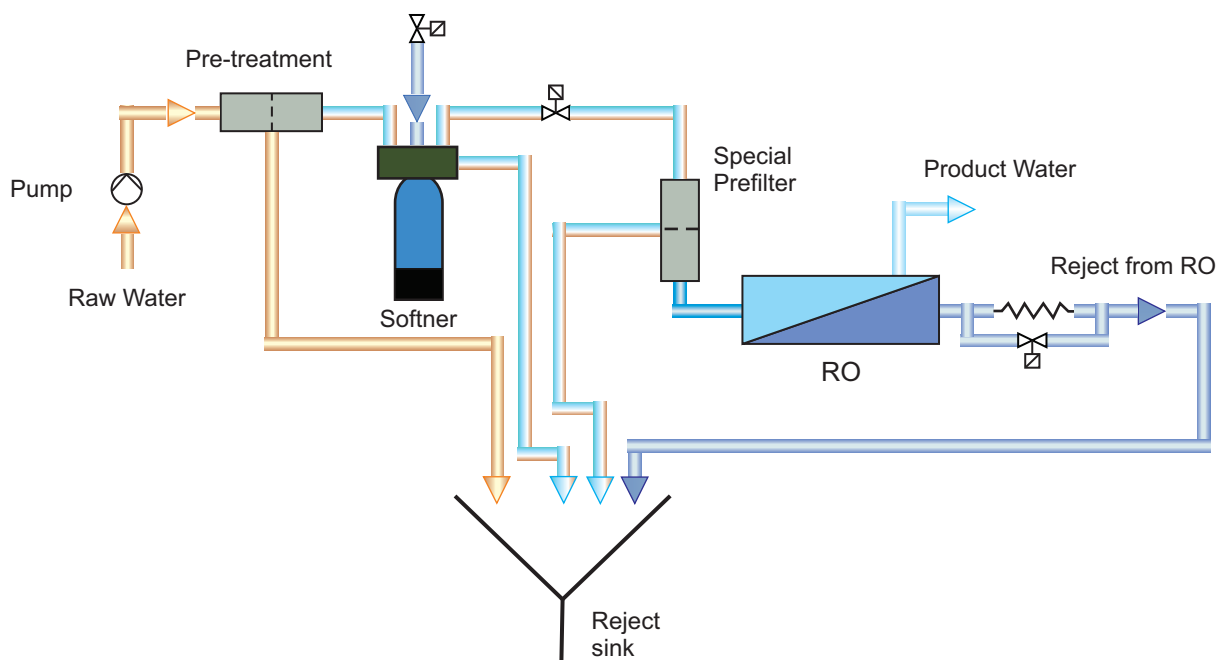 Pre-treatment
Pump
Raw Water
Softner
Special
Prefilter
Product Water
Reject from RO
RO
Reject
sink